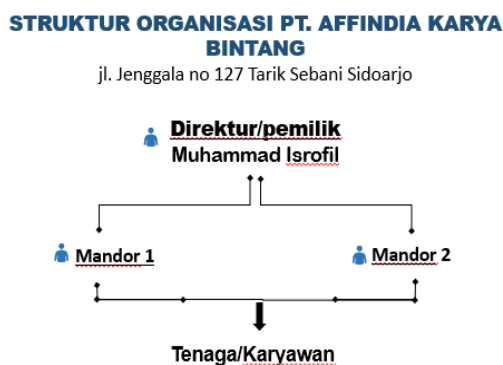 STRUKTUR ORGANISASI PT. AFFINDIA KARYA
BINTANG
jl. Jenggala no 127 Tarik Sebani Sidoarjo
Direktur/pemilik
Muhammad Isrofil
Mandor 1
Mandor 2
Tenaga/Karyawan